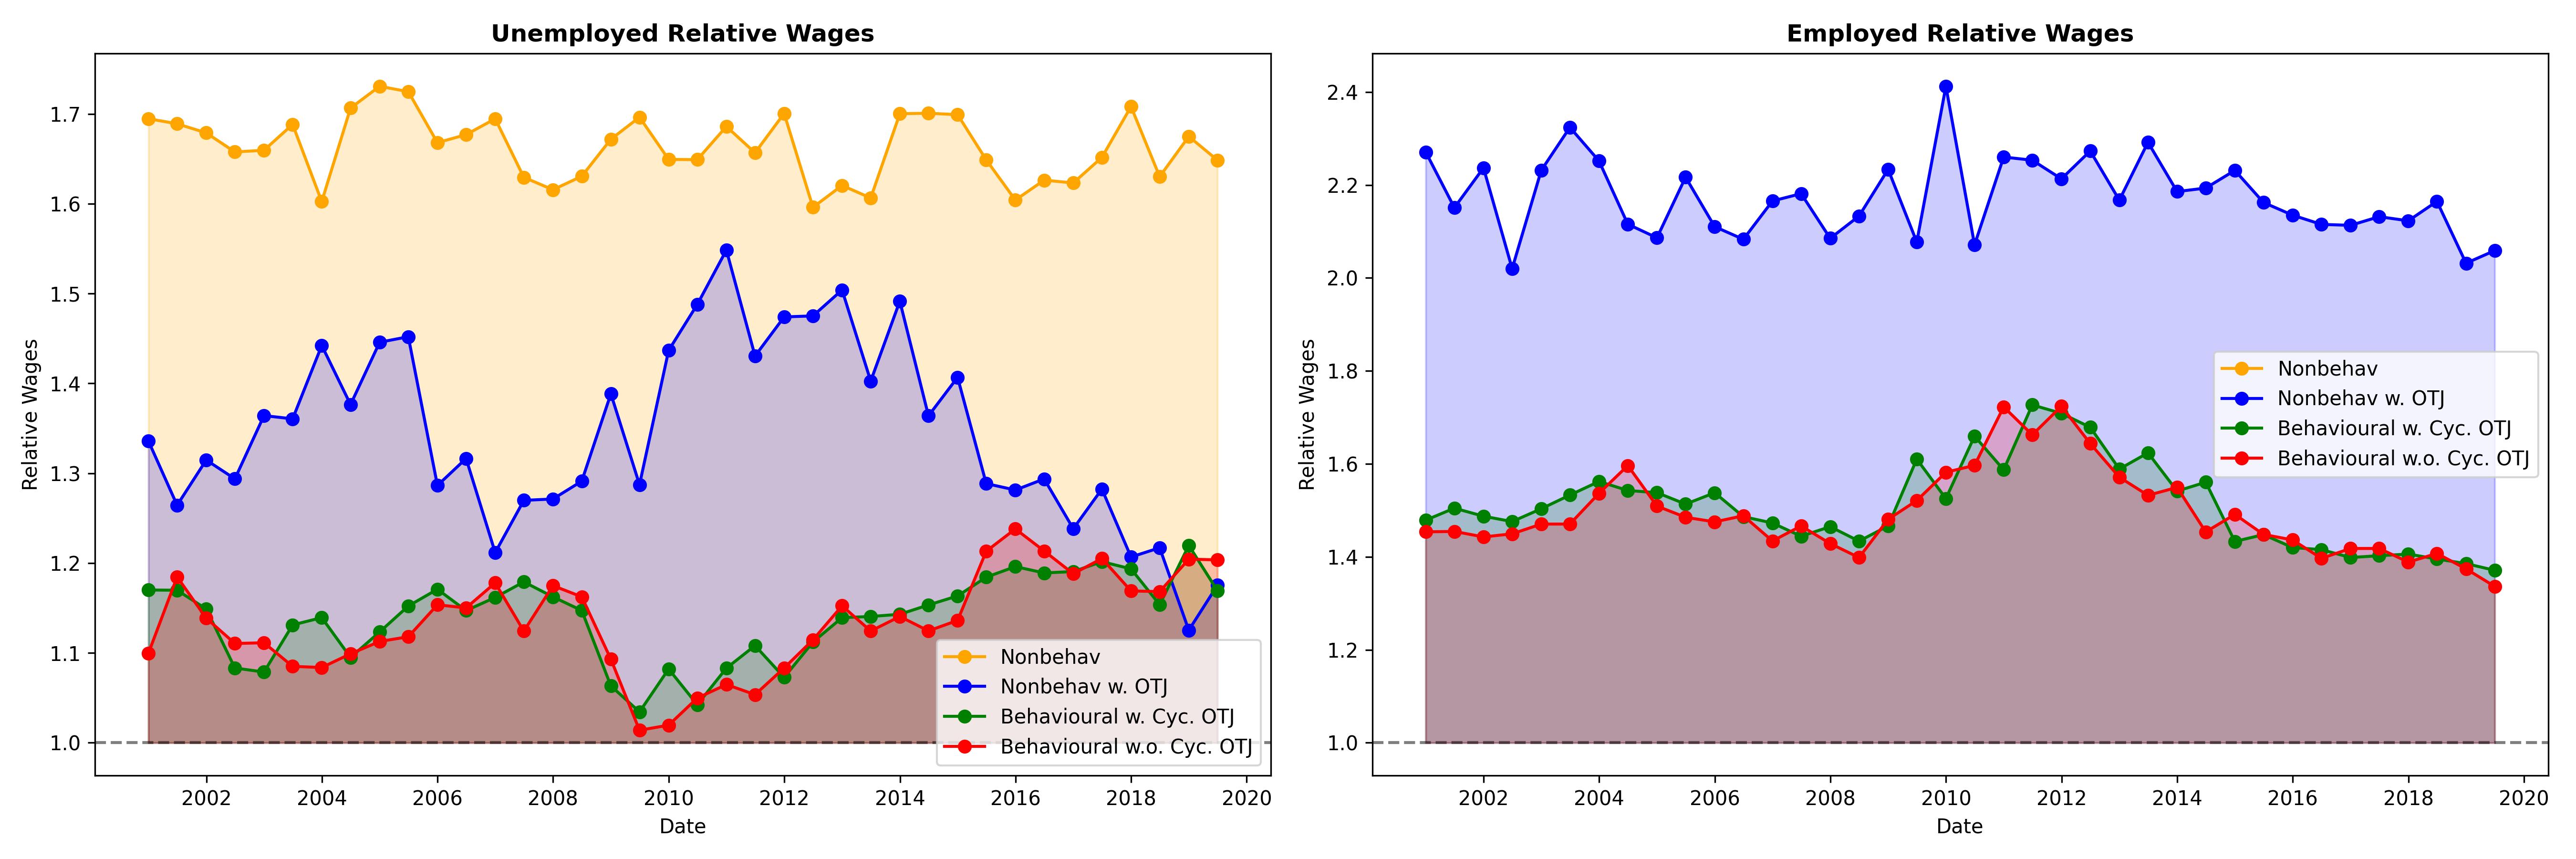 Unemployed Relative Wages
Relative Wages
1.7
1.6
1.5
1.4
1.3
1.2
1.1
1.0
Nonbehav
Nonbehav w. OTJ
Behavioural w. Cyc. OTJ
Behavioural w.o. Cyc. OTJ
2002 2004 2006 2008 2010 2012 2014 2016 2018 2020
Date
Employed Relative Wages
Relative Wages
2.4
2.2
2.0
1.8
1.6
1.4
1.2
1.0
Nonbehav
Nonbehav w. OTJ
Behavioural w. Cyc. OTJ
Behavioural w.o. Cyc. OTJ
2002 2004 2006 2008 2010 2012 2014 2016 2018 2020
Date